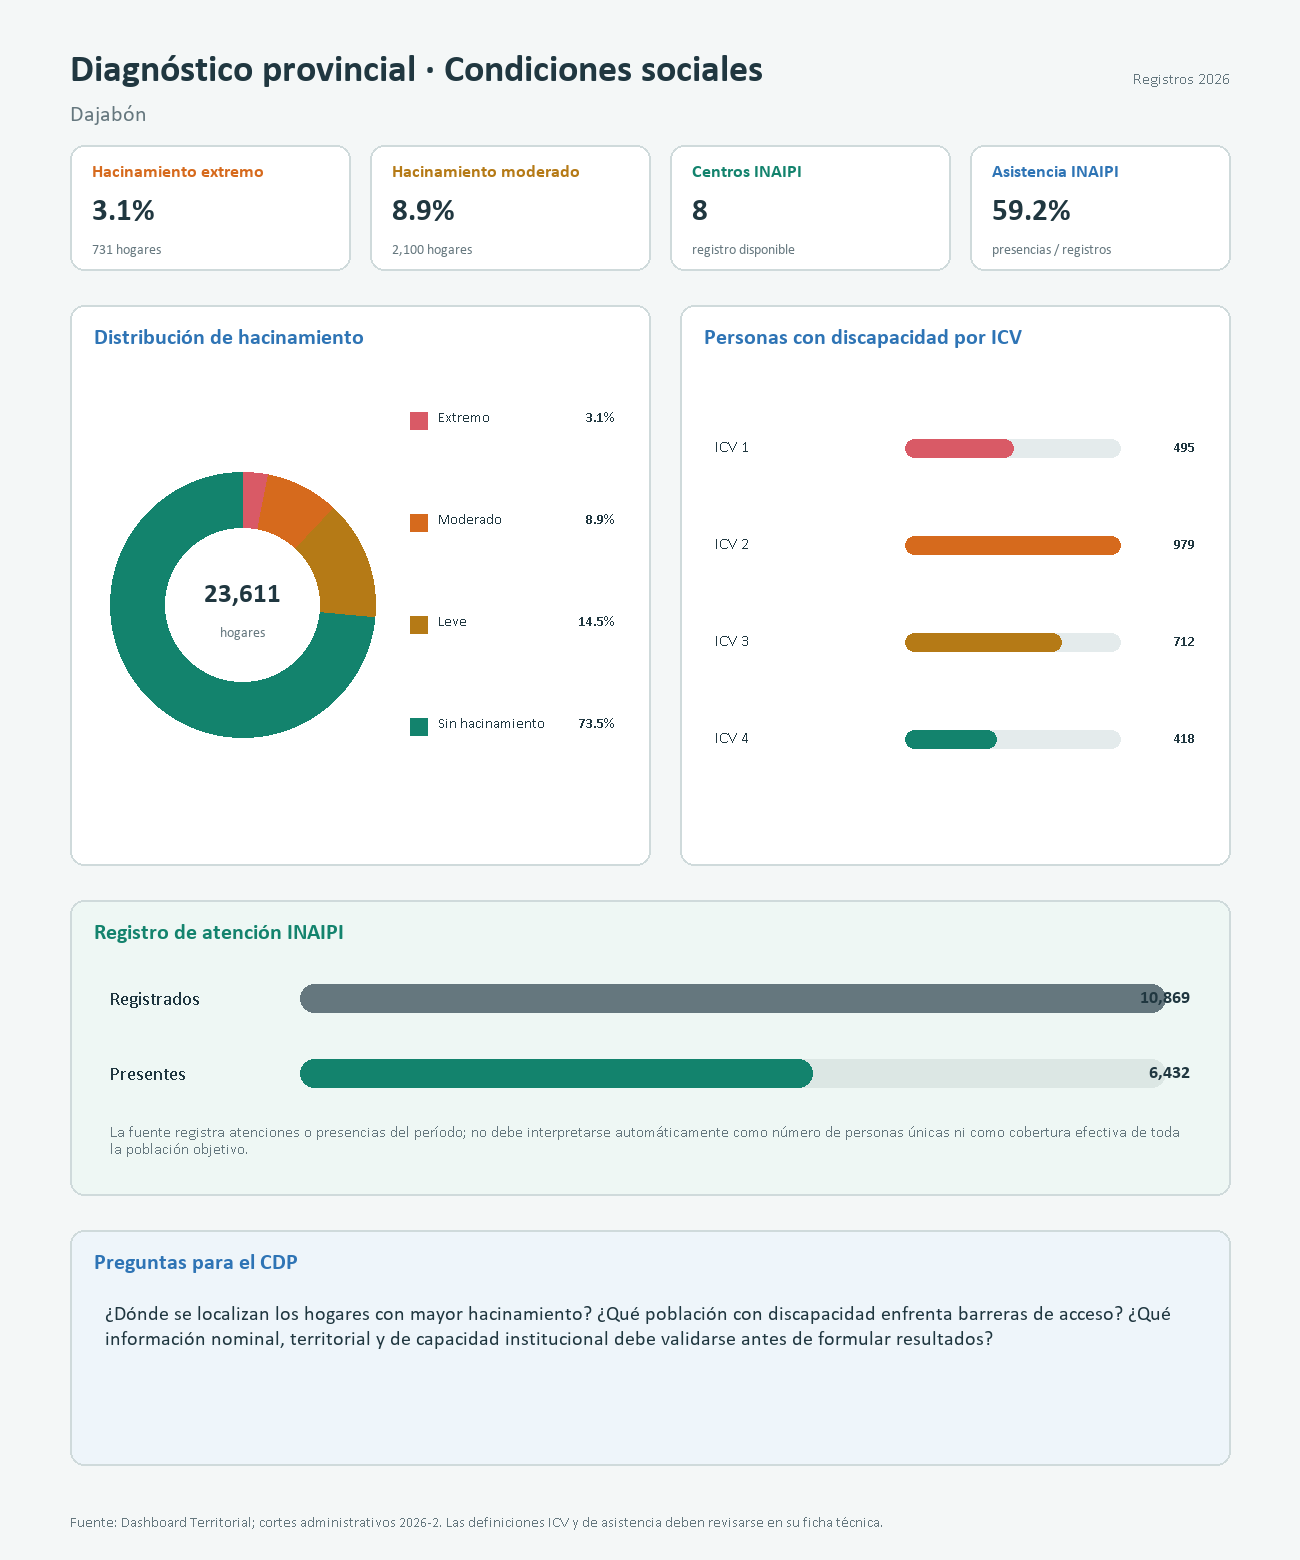 Diagnóstico provincial · Condiciones sociales
Registros 2026
Dajabón
Hacinamiento extremo
3.1%
731 hogares
Hacinamiento moderado
8.9%
2,100 hogares
Centros INAIPI
8
registro disponible
Asistencia INAIPI
59.2%
presencias / registros
Distribución de hacinamiento
23,611
hogares
Extremo 3.1%
Moderado 8.9%
Leve 14.5%
Sin hacinamiento 73.5%
Personas con discapacidad por ICV
ICV 1 495
ICV 2 979
ICV 3 712
ICV 4 418
Registro de atención INAIPI
Registrados 10,869
Presentes 6,432
La fuente registra atenciones o presencias del período; no debe interpretarse automáticamente como número de personas únicas ni como cobertura efectiva de toda
la población objetivo.
Preguntas para el CDP
¿Dónde se localizan los hogares con mayor hacinamiento? ¿Qué población con discapacidad enfrenta barreras de acceso? ¿Qué
información nominal, territorial y de capacidad institucional debe validarse antes de formular resultados?
Fuente: Dashboard Territorial; cortes administrativos 2026-2. Las definiciones ICV y de asistencia deben revisarse en su ficha técnica.